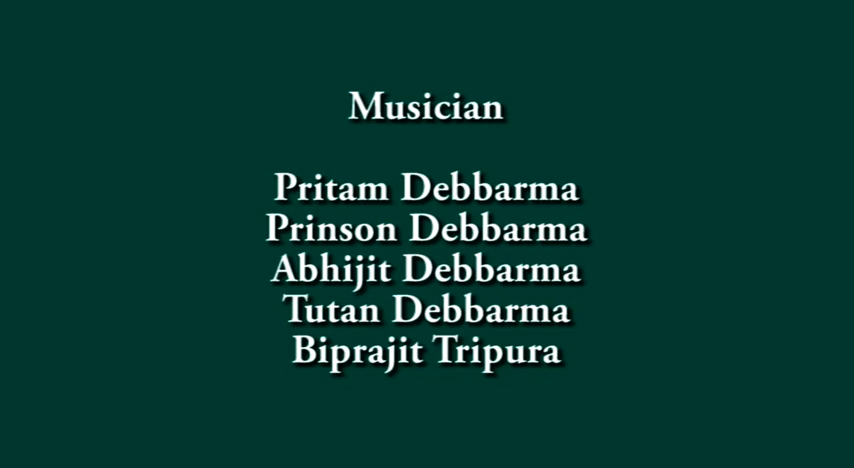 Musician
Pritam Debbarma
Prinson Debbarma
Abhijit Debbarma
Tutan Debbarma
Biprajit Tripura